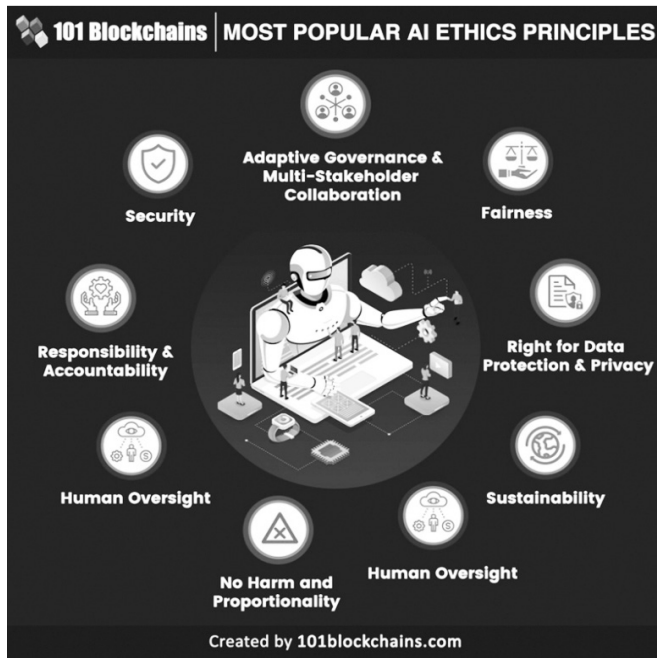 101 Blockchains
MOST POPULAR AI ETHICS PRINCIPLES
Adaptive Governance &
Multi-Stakeholder
Collaboration
Security
Fairness
Responsibility &
Accountability
Right for Data
Protection & Privacy
Human Oversight
Sustainability
No Harm and
Proportionality
Human Oversight
Created by 101blockchains.com